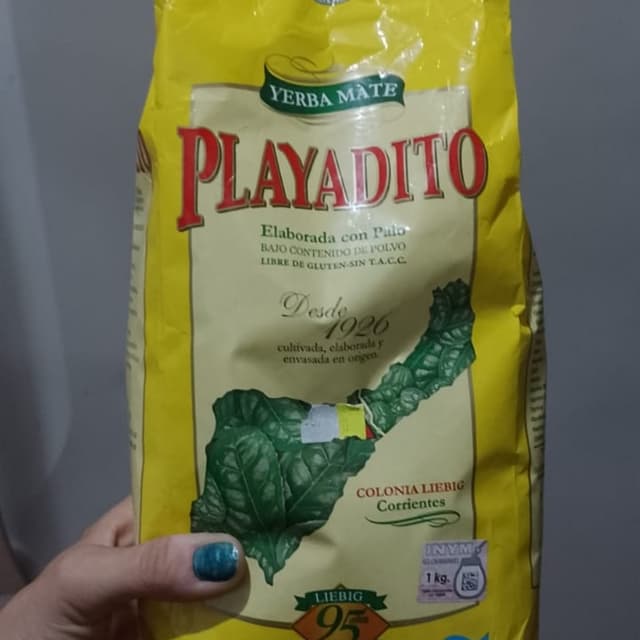 YERBA MÀTE
PLAYADITO
Elaborada con Palo
BAJO CONTENIDO DE POLVO
LIBRE DE GLUTEN-SIN T.A.C.C.
Desde
1926
cultivada, elaborada y
envasada en origen.
COLONIA LIEBIG
Corrientes
INYM
1 kg.
LIEBIG
95